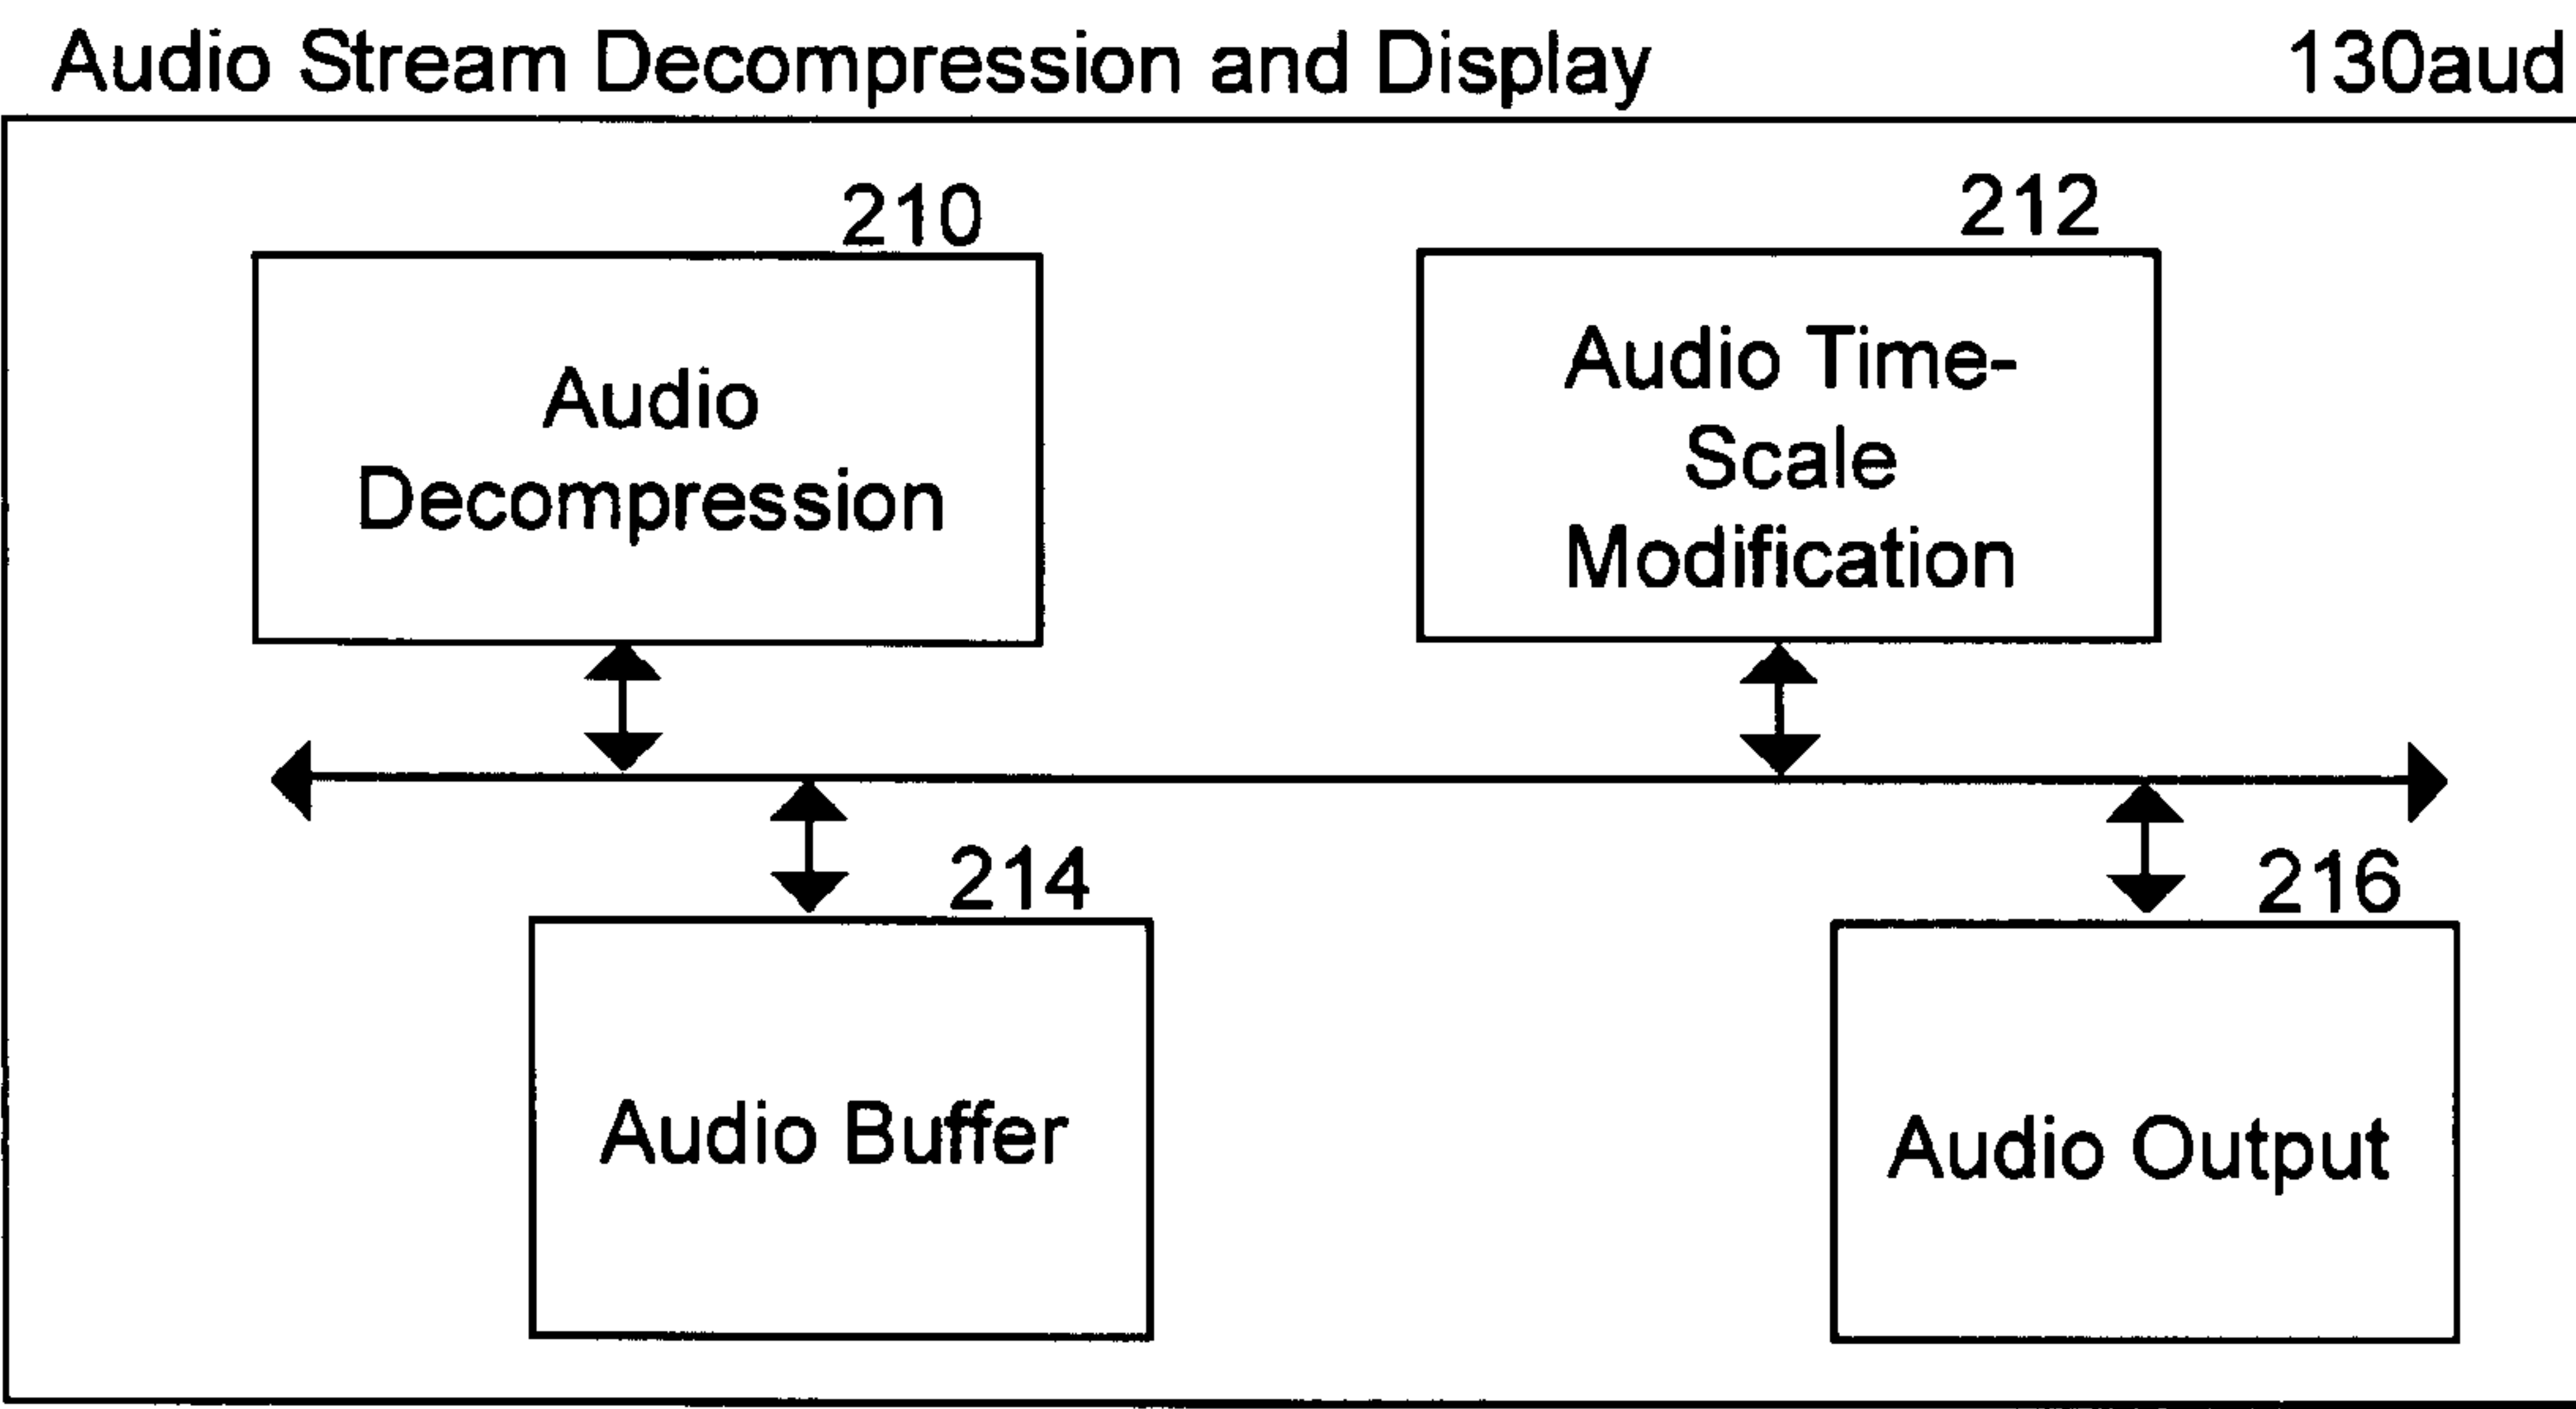 Audio Stream Decompression and Display 130aud
210
212
Audio
Decompression
Audio Time-
Scale
Modification
214
216
Audio Buffer
Audio Output